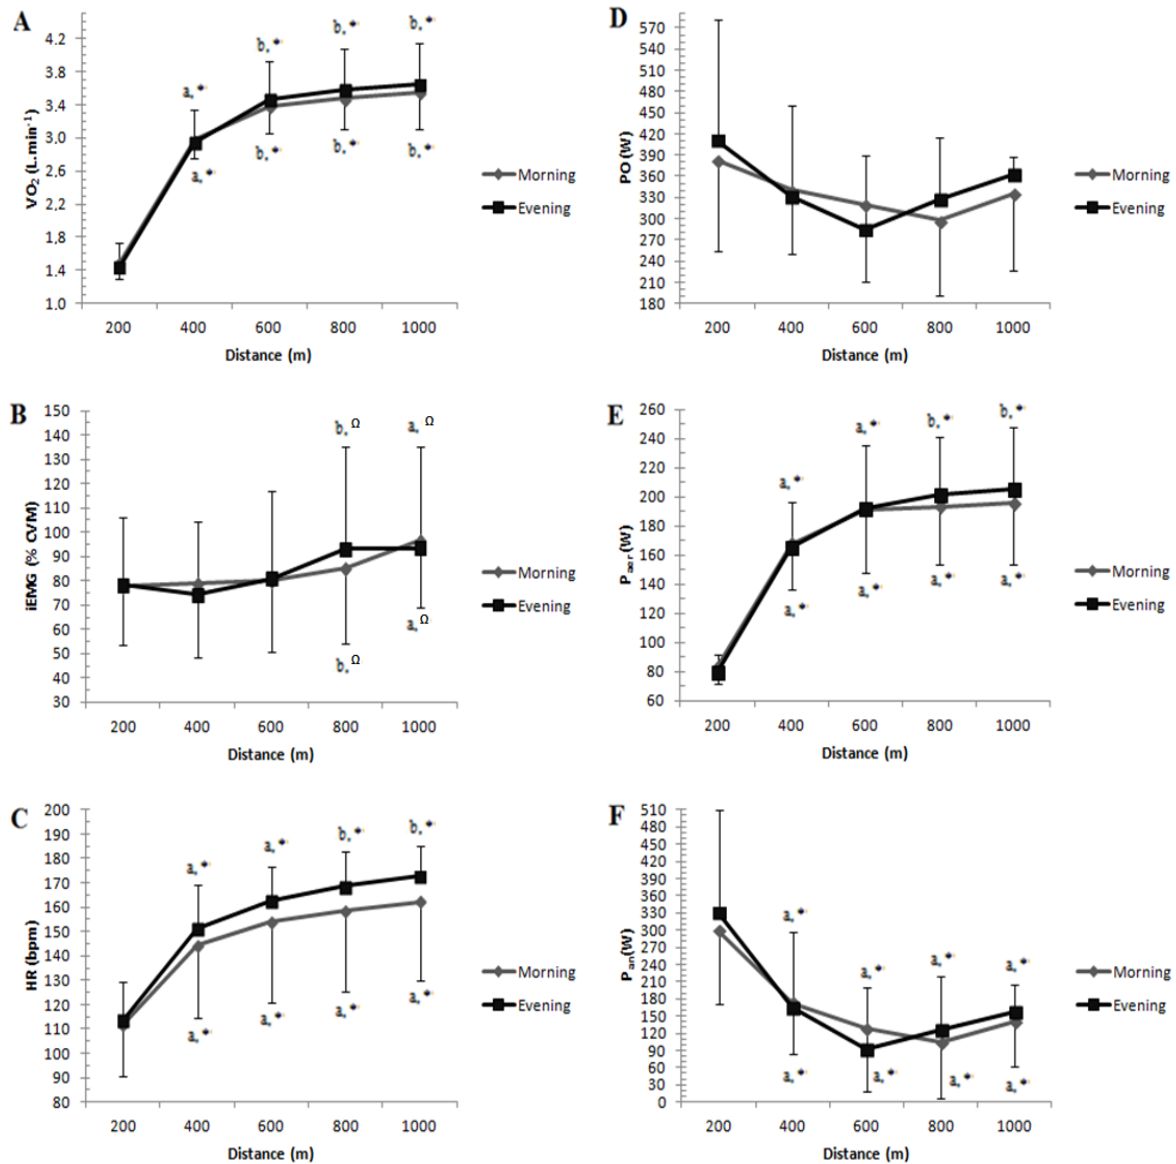 A
VO₂ (L.min⁻¹)
4.2
3.8
3.4
3.0
2.6
2.2
1.8
1.4
1.0
a,*
b,*
b,*
b,*
a,*
b,*
b,*
b,*
200 400 600 800 1000
Distance (m)
Morning
Evening
D
PO (W)
570
540
510
480
450
420
390
360
330
300
270
240
210
180
200 400 600 800 1000
Distance (m)
Morning
Evening
B
iEMG (% CVM)
150
140
130
120
110
100
90
80
70
60
50
40
30
b,Ω
a,Ω
b,Ω
a,Ω
200 400 600 800 1000
Distance (m)
Morning
Evening
E
Paer(W)
260
240
220
200
180
160
140
120
100
80
60
a,*
a,*
b,*
b,*
a,*
a,*
a,*
a,*
200 400 600 800 1000
Distance (m)
Morning
Evening
C
HR (bpm)
200
190
180
170
160
150
140
130
120
110
100
90
80
a,*
a,*
b,*
b,*
a,*
a,*
a,*
a,*
200 400 600 800 1000
Distance (m)
Morning
Evening
F
Pan(W)
510
480
450
420
390
360
330
300
270
240
210
180
150
120
90
60
30
0
a,*
a,*
a,*
a,*
a,*
a,*
a,*
a,*
200 400 600 800 1000
Distance (m)
Morning
Evening